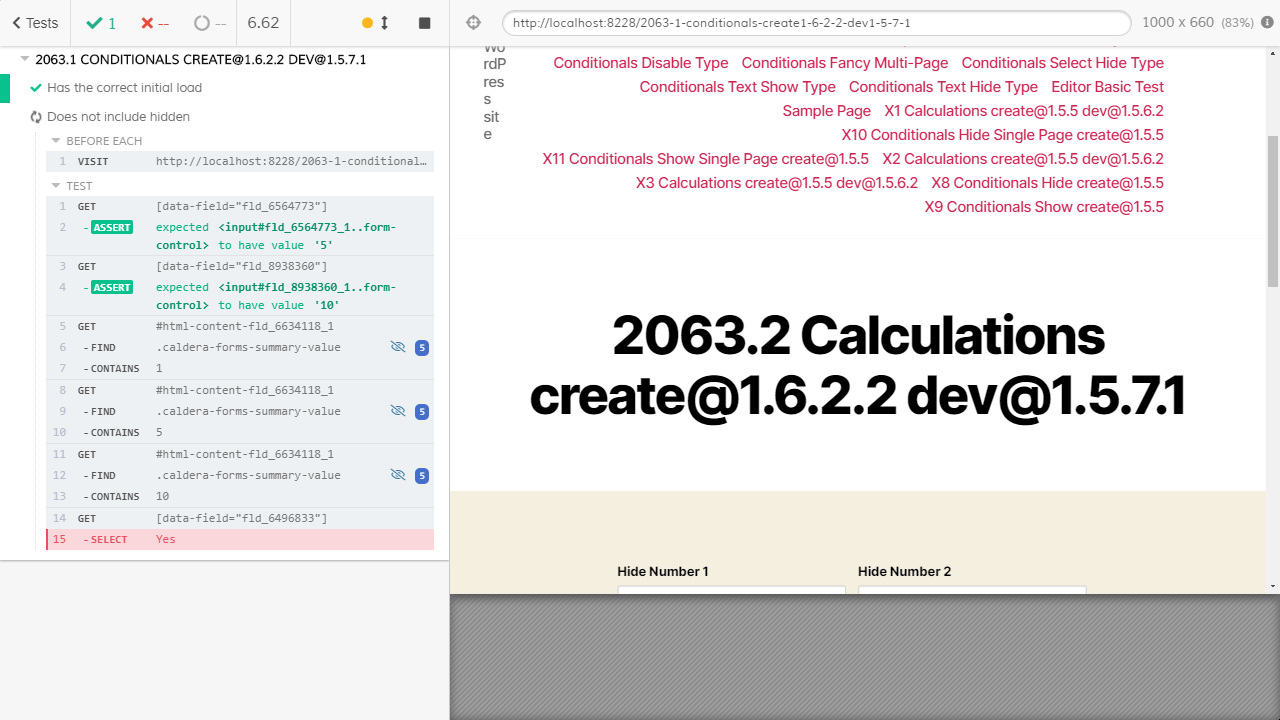 Tests
1
--
--
6.62
http://localhost:8228/2063-1-conditionals-create1-6-2-2-dev1-5-7-1
1000 x 660 (83%)
2063.1 CONDITIONALS CREATE@1.6.2.2 DEV@1.5.7.1
Has the correct initial load
Does not include hidden
BEFORE EACH
1 VISIT http://localhost:8228/2063-1-conditional…
TEST
1 GET [data-field="fld_6564773"]
2 -ASSERT expected <input#fld_6564773_1..form-
control> to have value '5'
3 GET [data-field="fld_8938360"]
4 -ASSERT expected <input#fld_8938360_1..form-
control> to have value '10'
5 GET #html-content-fld_6634118_1
6 -FIND .caldera-forms-summary-value 5
7 -CONTAINS 1
8 GET #html-content-fld_6634118_1
9 -FIND .caldera-forms-summary-value 5
10 -CONTAINS 5
11 GET #html-content-fld_6634118_1
12 -FIND .caldera-forms-summary-value 5
13 -CONTAINS 10
14 GET [data-field="fld_6496833"]
15 -SELECT Yes
wo
rdP
res
s
sit
e
Conditionals Disable Type Conditionals Fancy Multi-Page Conditionals Select Hide Type
Conditionals Text Show Type Conditionals Text Hide Type Editor Basic Test
Sample Page X1 Calculations create@1.5.5 dev@1.5.6.2
X10 Conditionals Hide Single Page create@1.5.5
X11 Conditionals Show Single Page create@1.5.5 X2 Calculations create@1.5.5 dev@1.5.6.2
X3 Calculations create@1.5.5 dev@1.5.6.2 X8 Conditionals Hide create@1.5.5
X9 Conditionals Show create@1.5.5
2063.2 Calculations
create@1.6.2.2 dev@1.5.7.1
Hide Number 1 Hide Number 2